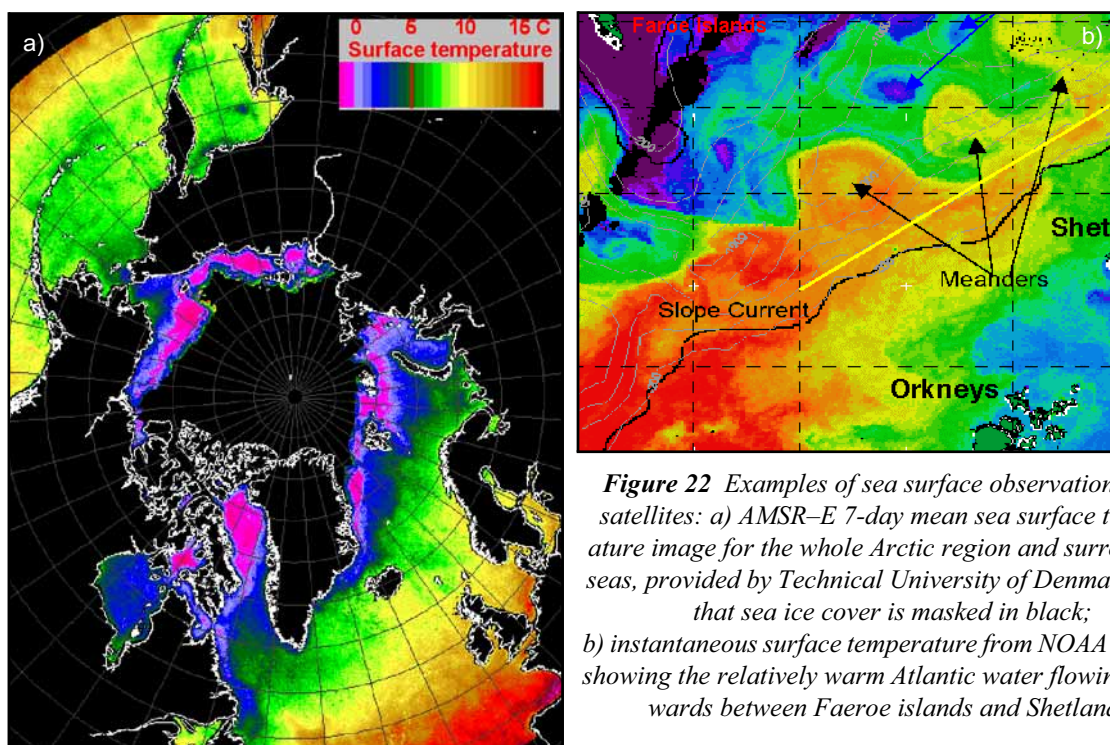 a)
0 5 10 15 C
Surface temperature
b)
Faroe Islands
Shet
Meanders
Slope Current
Orkneys
Figure 22 Examples of sea surface observation
satellites: a) AMSR–E 7-day mean sea surface t
ature image for the whole Arctic region and surro
seas, provided by Technical University of Denma
that sea ice cover is masked in black;
b) instantaneous surface temperature from NOAA
showing the relatively warm Atlantic water flowin
wards between Faeroe islands and Shetland